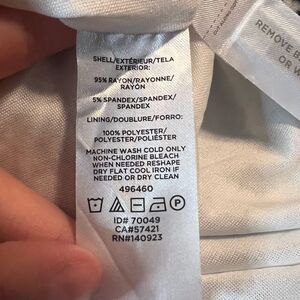 SHELL/EXTÉRIEUR/TELA
EXTERIOR:
95% RAYON/RAYONNE/
RAYÓN
5% SPANDEX/SPANDEX/
SPANDEX
LINING/DOUBLURE/FORRO:
100% POLYESTER/
POLYESTER/POLIÉSTER
MACHINE WASH COLD ONLY
NON-CHLORINE BLEACH
WHEN NEEDED RESHAPE
DRY FLAT COOL IRON IF
NEEDED OR DRY CLEAN
496460
P
ID# 70049
CA#57421
RN#140923
REMOVE
OR